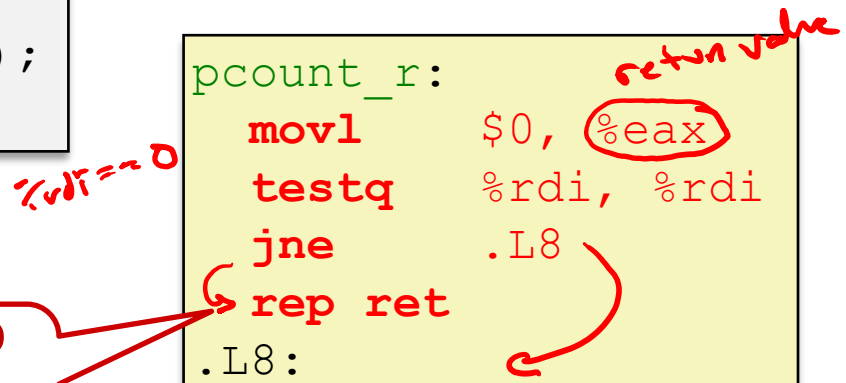 );
return value
pcount_r:
movl $0, %eax
%rdi == 0
testq %rdi, %rdi
jne .L8
rep ret
.L8: